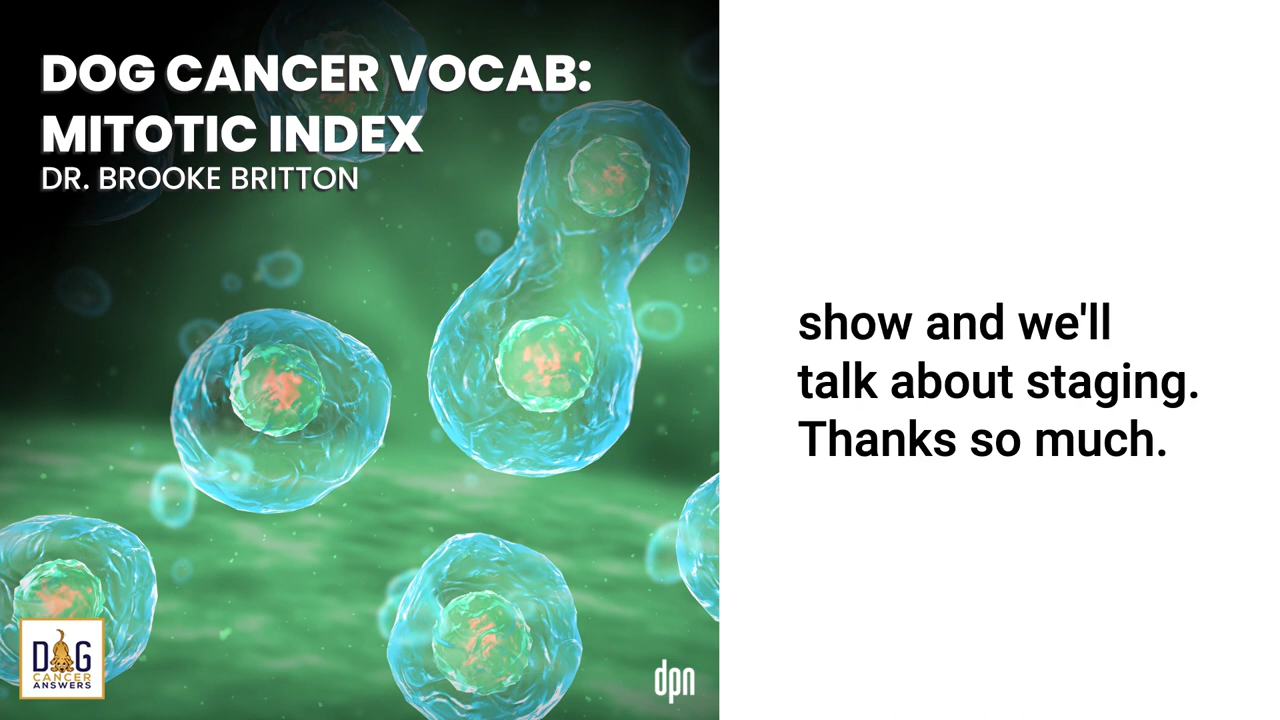 DOG CANCER VOCAB:
MITOTIC INDEX
DR. BROOKE BRITTON
show and we'll
talk about staging.
Thanks so much.
D G
CANCER
ANSWERS
dpn